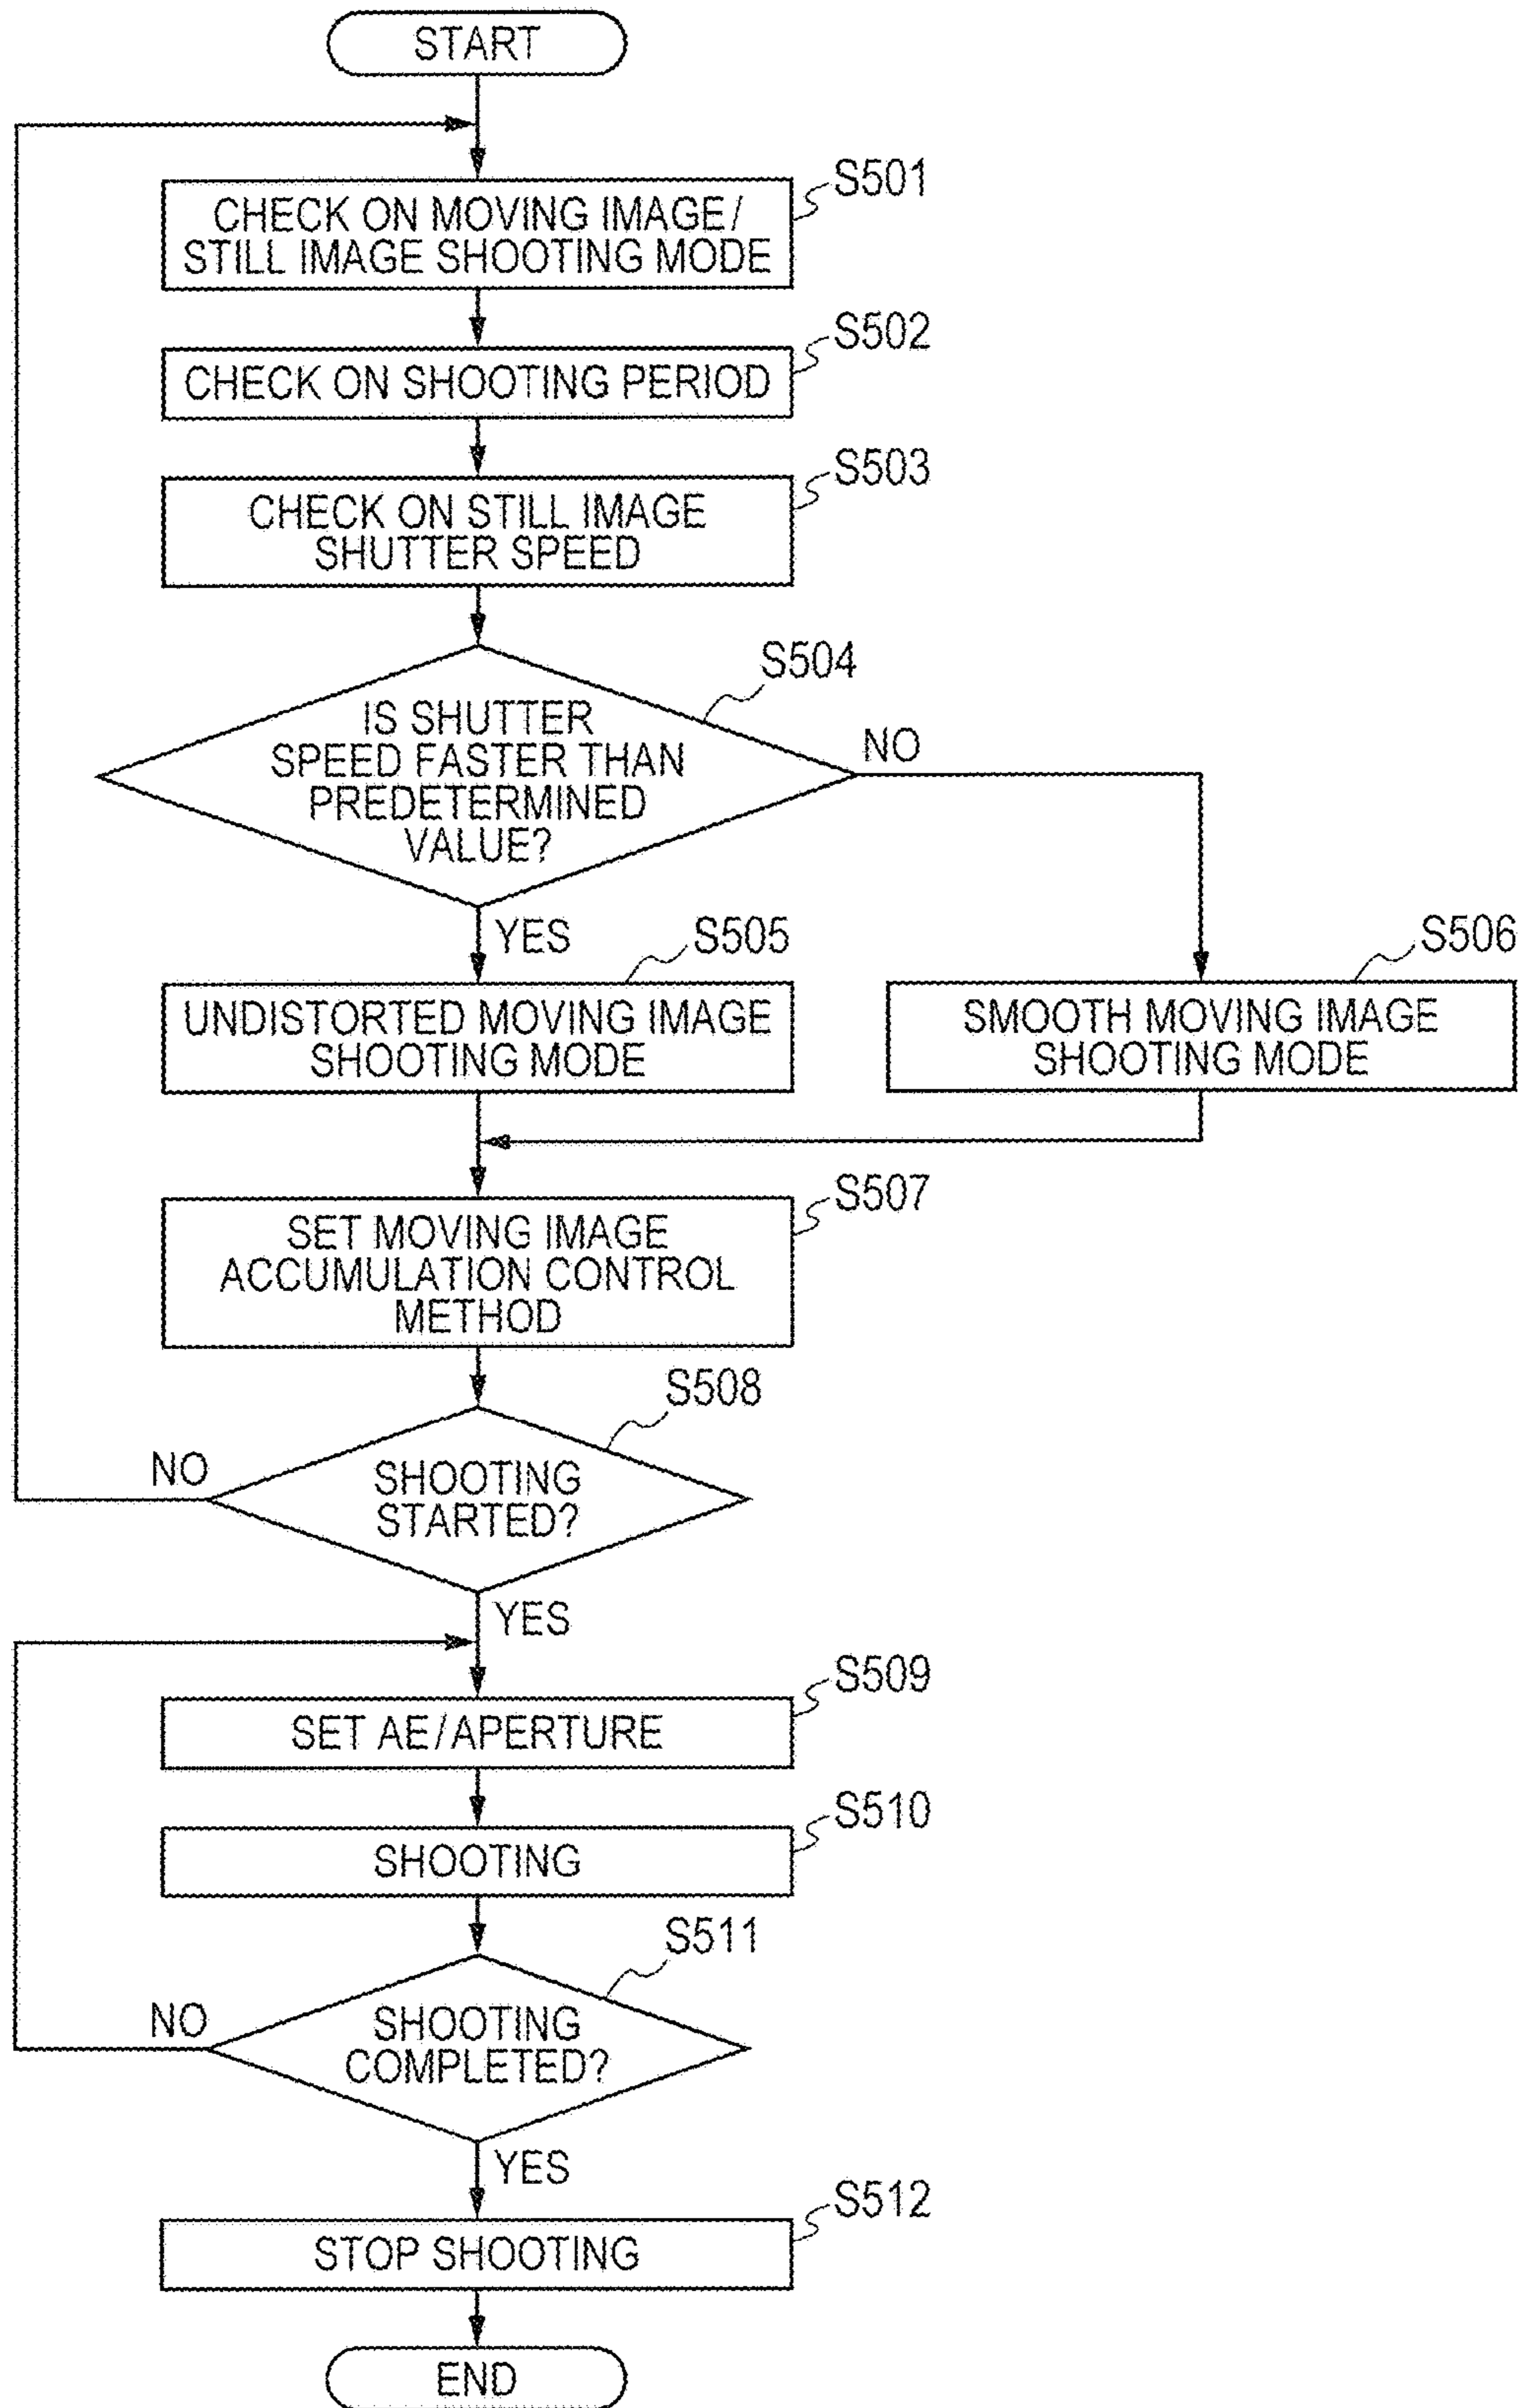 START
S501
CHECK ON MOVING IMAGE/
STILL IMAGE SHOOTING MODE
S502
CHECK ON SHOOTING PERIOD
S503
CHECK ON STILL IMAGE
SHUTTER SPEED
S504
IS SHUTTER
SPEED FASTER THAN
PREDETERMINED
VALUE?
NO
YES
S505
UNDISTORTED MOVING IMAGE
SHOOTING MODE
S506
SMOOTH MOVING IMAGE
SHOOTING MODE
S507
SET MOVING IMAGE
ACCUMULATION CONTROL
METHOD
S508
SHOOTING
STARTED?
NO
YES
S509
SET AE/APERTURE
S510
SHOOTING
S511
SHOOTING
COMPLETED?
NO
YES
S512
STOP SHOOTING
END